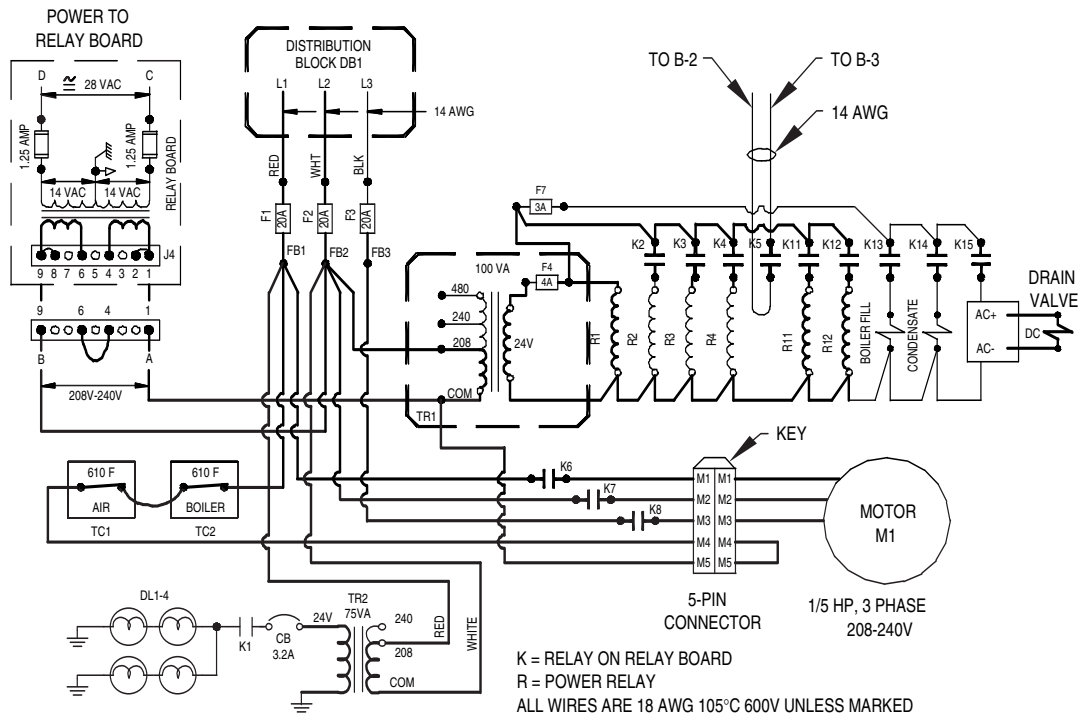 POWER TO
RELAY BOARD
D
C
28 VAC
1.25 AMP
1.25 AMP
RELAY BOARD
14 VAC
14 VAC
J4
9 8 7 6 5 4 3 2 1
9 6 4 1
B
A
208V-240V
DISTRIBUTION
BLOCK DB1
L1 L2 L3
14 AWG
RED
WHT
BLK
F1
20A
F2
20A
F3
20A
FB1
FB2
FB3
TO B-2
TO B-3
14 AWG
F7
3A
K2
K3
K4
K5
K11
K12
K13
K14
K15
100 VA
F4
4A
480
240
208
24V
COM
TR1
R1
R2
R3
R4
R11
R12
BOILER FILL
CONDENSATE
AC+
AC-
DC
DRAIN
VALVE
610 F
AIR
TC1
610 F
BOILER
TC2
K6
K7
K8
KEY
M1 M1
M2 M2
M3 M3
M4 M4
M5 M5
5-PIN
CONNECTOR
MOTOR
M1
1/5 HP, 3 PHASE
208-240V
DL1-4
K1
CB
3.2A
24V
TR2
75VA
240
208
COM
RED
WHITE
K = RELAY ON RELAY BOARD
R = POWER RELAY
ALL WIRES ARE 18 AWG 105°C 600V UNLESS MARKED